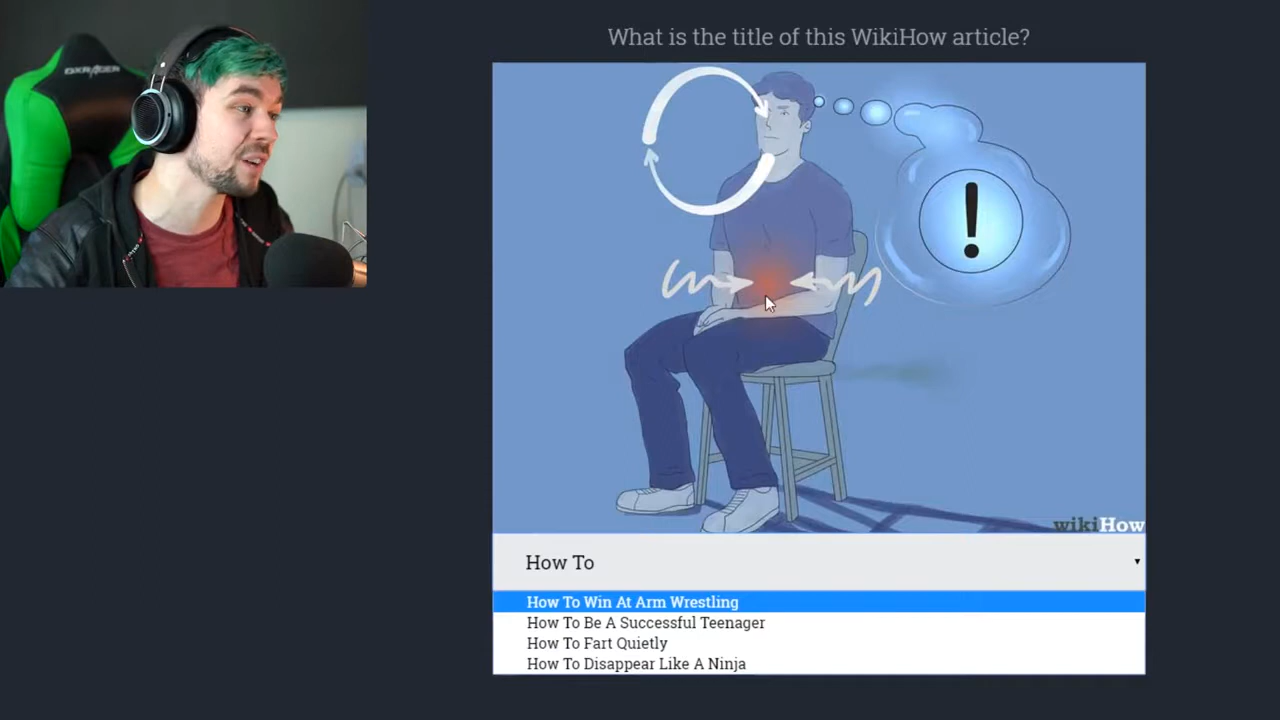 What is the title of this WikiHow article?
DXRACER
!
wikiHow
How To
How To Win At Arm Wrestling
How To Be A Successful Teenager
How To Fart Quietly
How To Disappear Like A Ninja